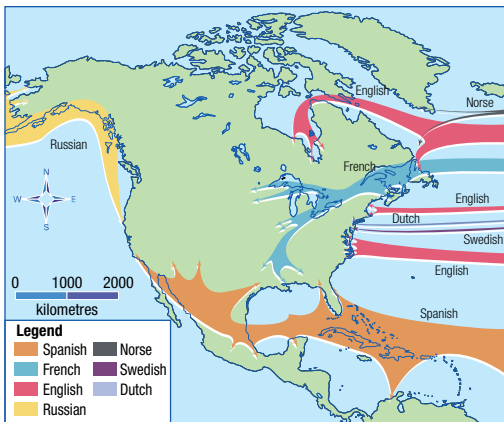 English
Norse
Russian
French
N
W E
S
English
Dutch
Swedish
English
0 1000 2000
kilometres
Spanish
Legend
Spanish
French
English
Russian
Norse
Swedish
Dutch